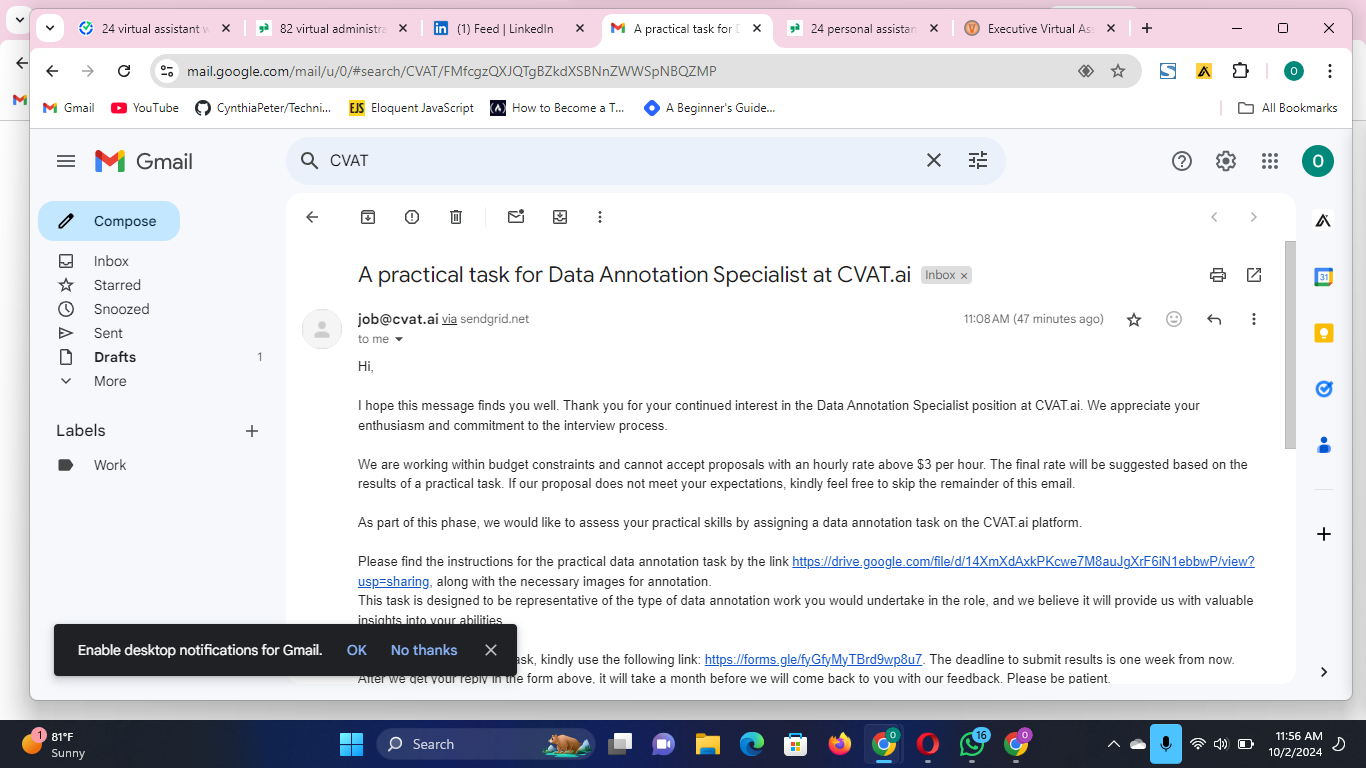 24 virtual assistant w
82 virtual administra
(1) Feed | LinkedIn
A practical task for D
24 personal assistan
Executive Virtual Ass
mail.google.com/mail/u/0/#search/CVAT/FMfcgzQXJQTgBZkdXSBNnZWWSpNBQZMP
O
Gmail
YouTube
CynthiaPeter/Techni...
EJS Eloquent JavaScript
How to Become a T...
A Beginner's Guide...
All Bookmarks
Gmail
CVAT
O
Compose
Inbox
Starred
Snoozed
Sent
Drafts 1
More
Labels
Work
A practical task for Data Annotation Specialist at CVAT.ai Inbox ×
job@cvat.ai via sendgrid.net
11:08 AM (47 minutes ago)
to me
Hi,
I hope this message finds you well. Thank you for your continued interest in the Data Annotation Specialist position at CVAT.ai. We appreciate your
enthusiasm and commitment to the interview process.
We are working within budget constraints and cannot accept proposals with an hourly rate above $3 per hour. The final rate will be suggested based on the
results of a practical task. If our proposal does not meet your expectations, kindly feel free to skip the remainder of this email.
As part of this phase, we would like to assess your practical skills by assigning a data annotation task on the CVAT.ai platform.
Please find the instructions for the practical data annotation task by the link https://drive.google.com/file/d/14XmXdAxkPKcwe7M8auJgXrF6iN1ebbwP/view?
usp=sharing, along with the necessary images for annotation.
This task is designed to be representative of the type of data annotation work you would undertake in the role, and we believe it will provide us with valuable
insights into your abilities
ask, kindly use the following link: https://forms.gle/fyGfyMyTBrd9wp8u7. The deadline to submit results is one week from now.
After we get your reply in the form above, it will take a month before we will come back to you with our feedback. Please be patient.
Enable desktop notifications for Gmail. OK No thanks
31
1
81°F
Sunny
Search
0
16
0
11:56 AM
10/2/2024